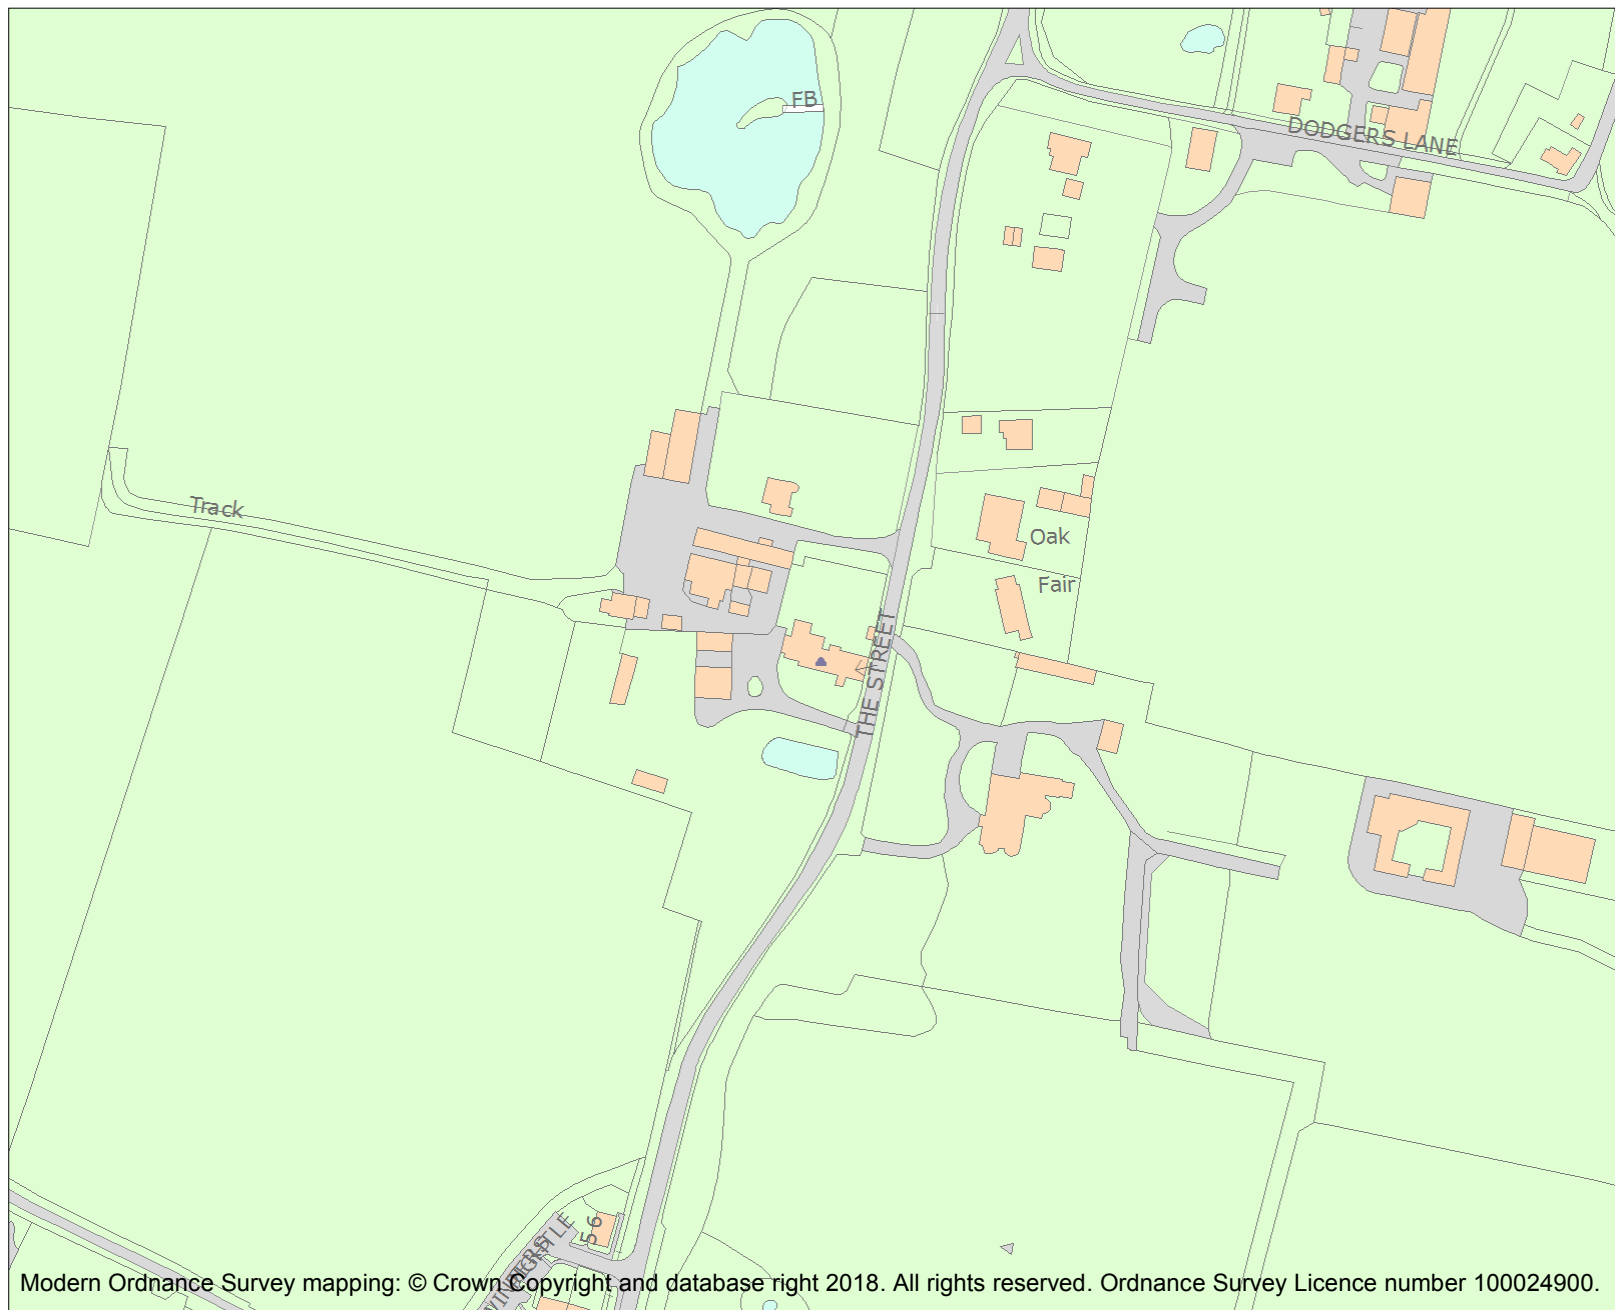 FB
DODGERS LANE
Track
Oak
Fair
THE STREET
5 6
Modern Ordnance Survey mapping: © Crown Copyright and database right 2018. All rights reserved. Ordnance Survey Licence number 100024900.